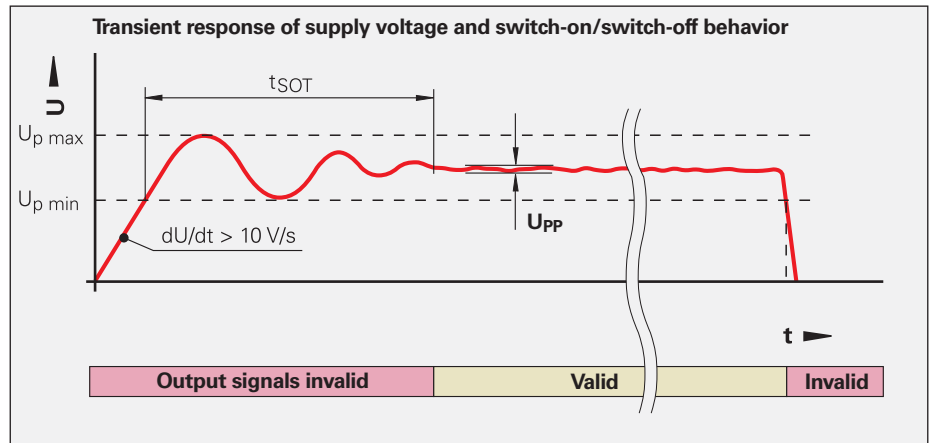 Transient response of supply voltage and switch-on/switch-off behavior
U
tSOT
Up max
Up min
dU/dt > 10 V/s
UPP
t
Output signals invalid
Valid
Invalid